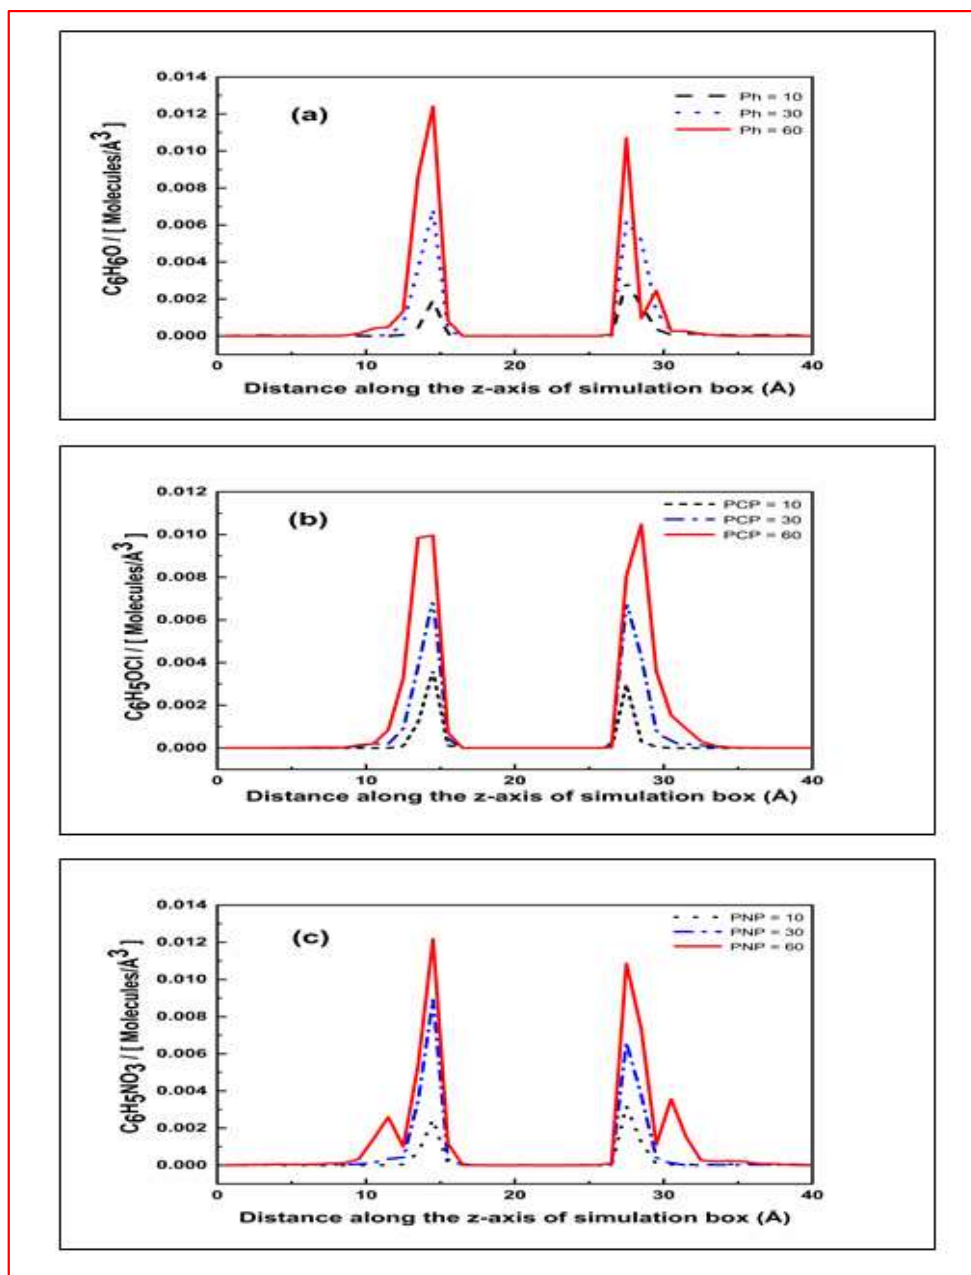 0.014
0.012
0.010
0.008
0.006
0.004
0.002
0.000
C6H6O / [ Molecules/Å3]
(a)
Ph = 10
Ph = 30
Ph = 60
0 10 20 30 40
Distance along the z-axis of simulation box (Å)
0.012
0.010
0.008
0.006
0.004
0.002
0.000
C6H5OCl / [ Molecules/Å3]
(b)
PCP = 10
PCP = 30
PCP = 60
0 10 20 30 40
Distance along the z-axis of simulation box (Å)
0.014
0.012
0.010
0.008
0.006
0.004
0.002
0.000
C6H5NO3 / [ Molecules/Å3]
(c)
PNP = 10
PNP = 30
PNP = 60
0 10 20 30 40
Distance along the z-axis of simulation box (Å)